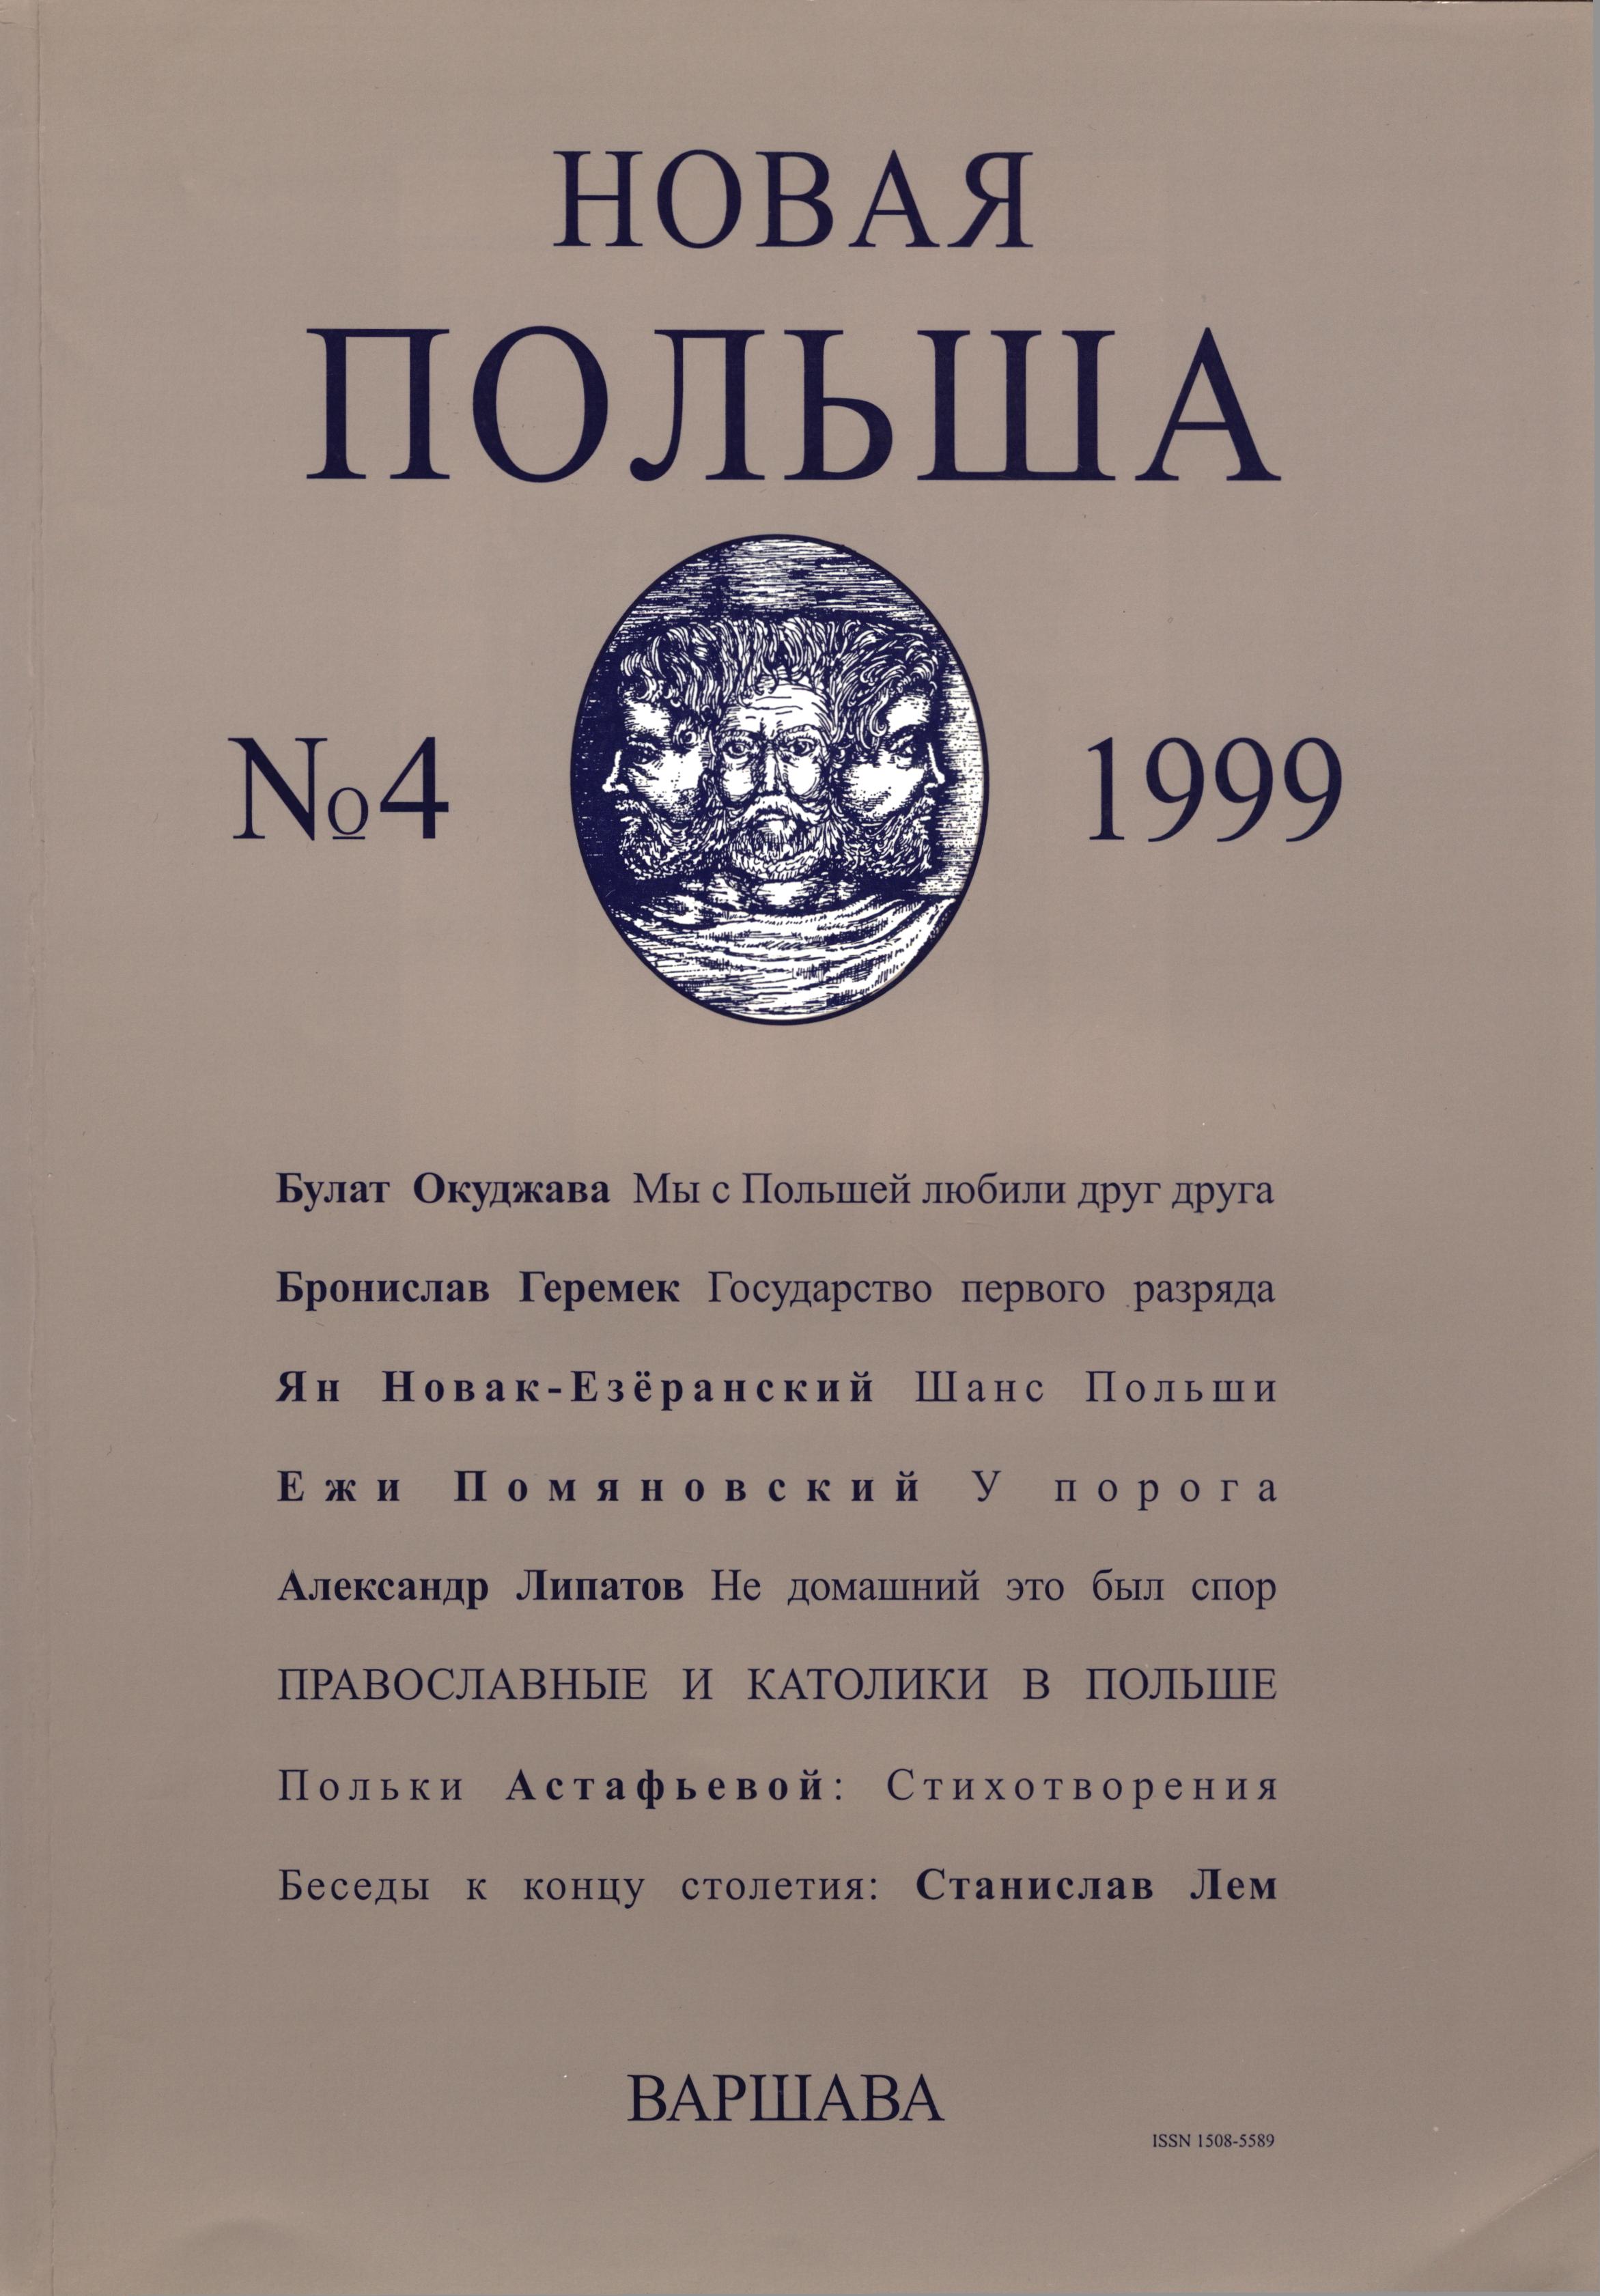 НОВАЯ
ПОЛЬША
№4
1999
Булат Окуджава Мы с Польшей любили друг друга
Бронислав Геремек Государство первого разряда
Ян Новак-Езёранский Шанс Польши
Ежи Помяновский У порога
Александр Липатов Не домашний это был спор
ПРАВОСЛАВНЫЕ И КАТОЛИКИ В ПОЛЬШЕ
Польки Астафьевой: Стихотворения
Беседы к концу столетия: Станислав Лем
ВАРШАВА
ISSN 1508-5589